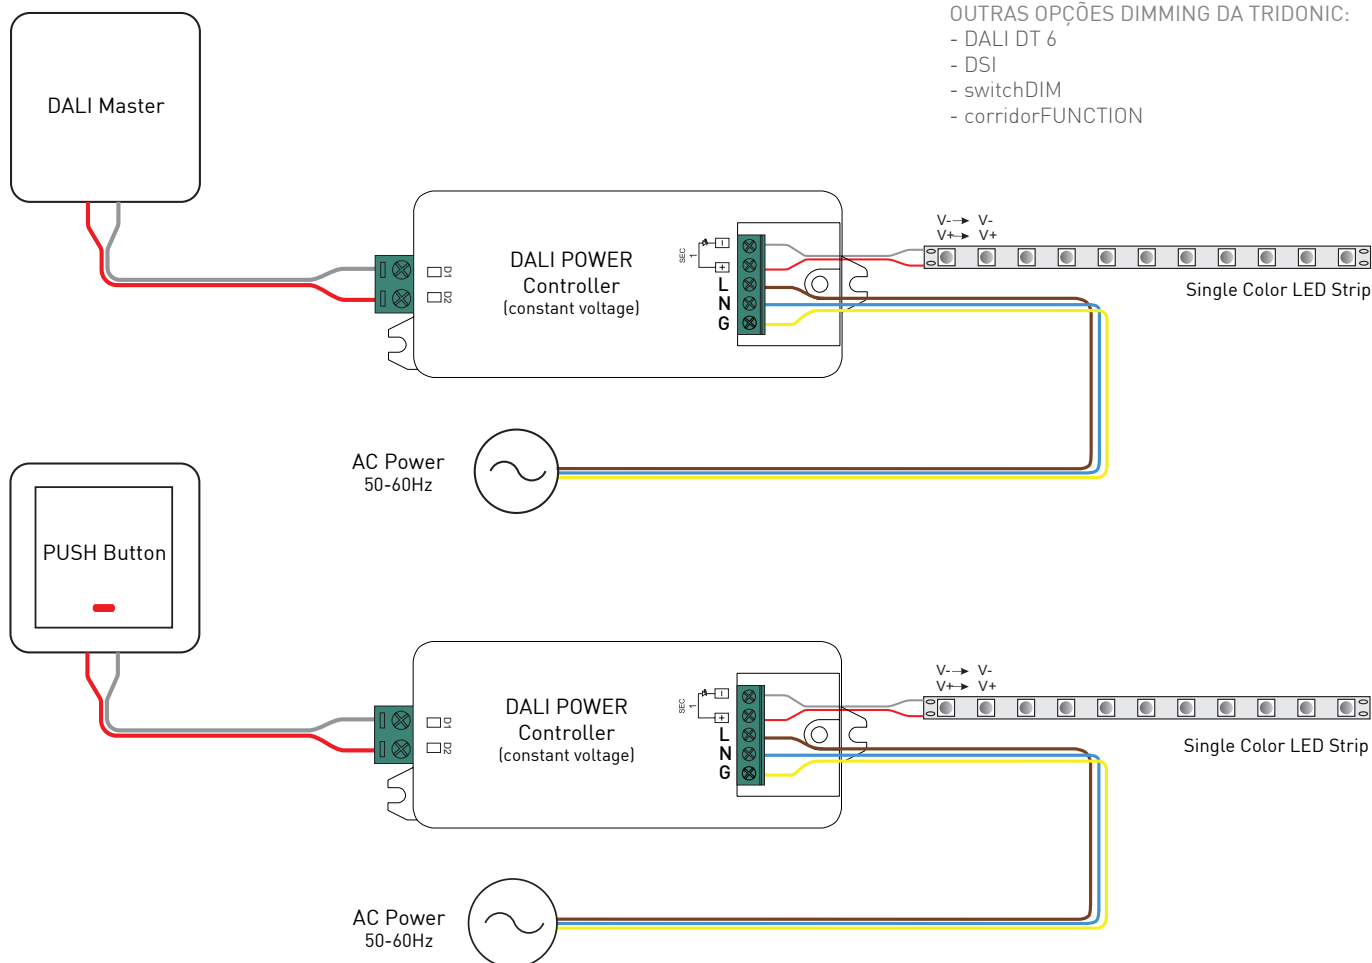 OUTRAS OPÇÕES DIMMING DA TRIDONIC:
- DALI DT 6
- DSI
- switchDIM
- corridorFUNCTION
DALI Master
D1
D2
DALI POWER
Controller
(constant voltage)
SEC
1
-
+
L
N
G
V- V-
V+ V+
Single Color LED Strip
AC Power
50-60Hz
PUSH Button
D1
D2
DALI POWER
Controller
(constant voltage)
SEC
1
-
+
L
N
G
V- V-
V+ V+
Single Color LED Strip
AC Power
50-60Hz